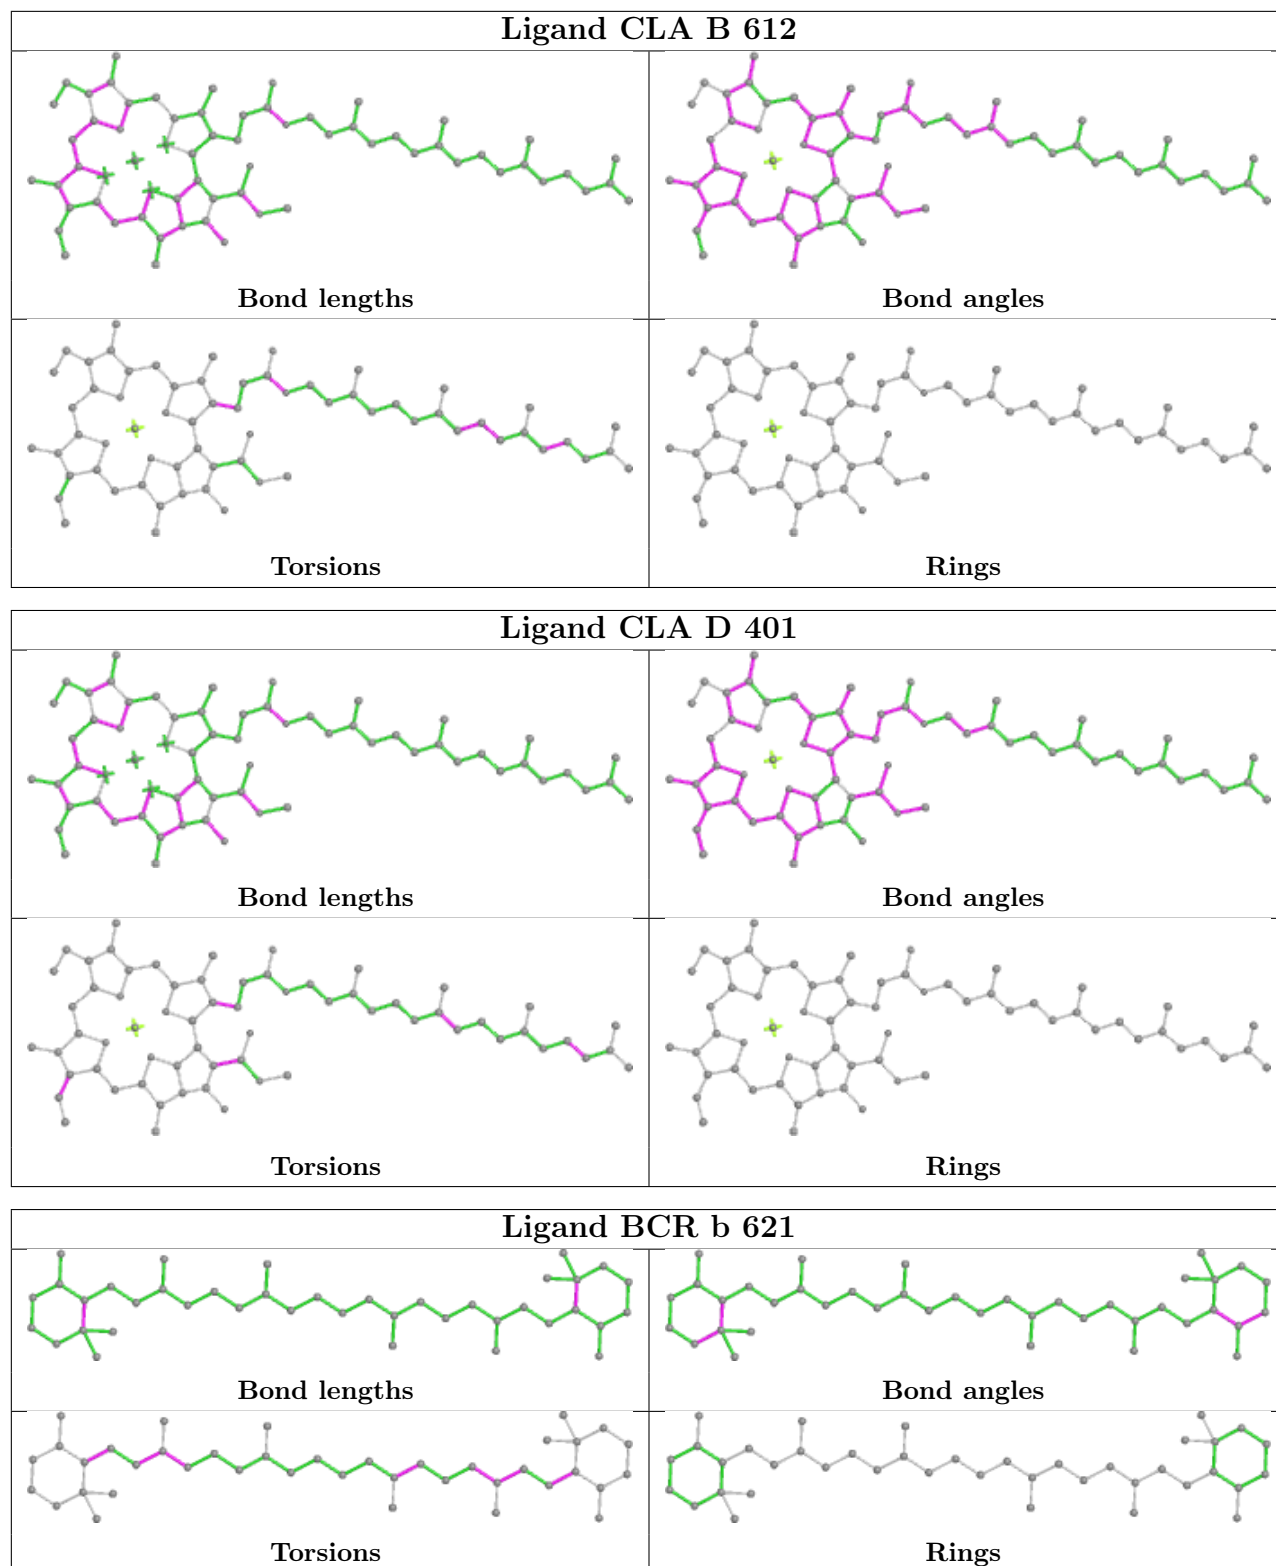 Ligand CLA B 612
Bond lengths
Bond angles
Torsions
Rings
Ligand CLA D 401
Bond lengths
Bond angles
Torsions
Rings
Ligand BCR b 621
Bond lengths
Bond angles
Torsions
Rings